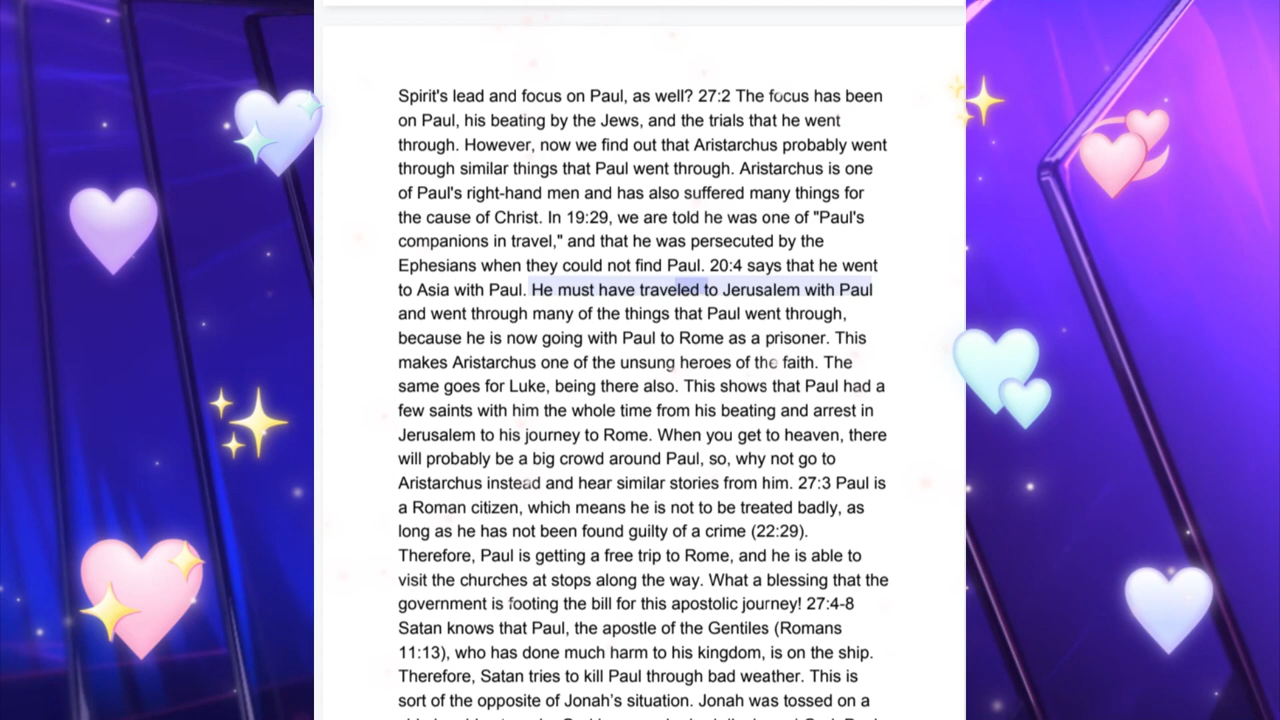 Spirit's lead and focus on Paul, as well? 27:2 The focus has been
on Paul, his beating by the Jews, and the trials that he went
through. However, now we find out that Aristarchus probably went
through similar things that Paul went through. Aristarchus is one
of Paul's right-hand men and has also suffered many things for
the cause of Christ. In 19:29, we are told he was one of "Paul's
companions in travel," and that he was persecuted by the
Ephesians when they could not find Paul. 20:4 says that he went
to Asia with Paul. He must have traveled to Jerusalem with Paul
and went through many of the things that Paul went through,
because he is now going with Paul to Rome as a prisoner. This
makes Aristarchus one of the unsung heroes of the faith. The
same goes for Luke, being there also. This shows that Paul had a
few saints with him the whole time from his beating and arrest in
Jerusalem to his journey to Rome. When you get to heaven, there
will probably be a big crowd around Paul, so, why not go to
Aristarchus instead and hear similar stories from him. 27:3 Paul is
a Roman citizen, which means he is not to be treated badly, as
long as he has not been found guilty of a crime (22:29).
Therefore, Paul is getting a free trip to Rome, and he is able to
visit the churches at stops along the way. What a blessing that the
government is footing the bill for this apostolic journey! 27:4-8
Satan knows that Paul, the apostle of the Gentiles (Romans
11:13), who has done much harm to his kingdom, is on the ship.
Therefore, Satan tries to kill Paul through bad weather. This is
sort of the opposite of Jonah’s situation. Jonah was tossed on a